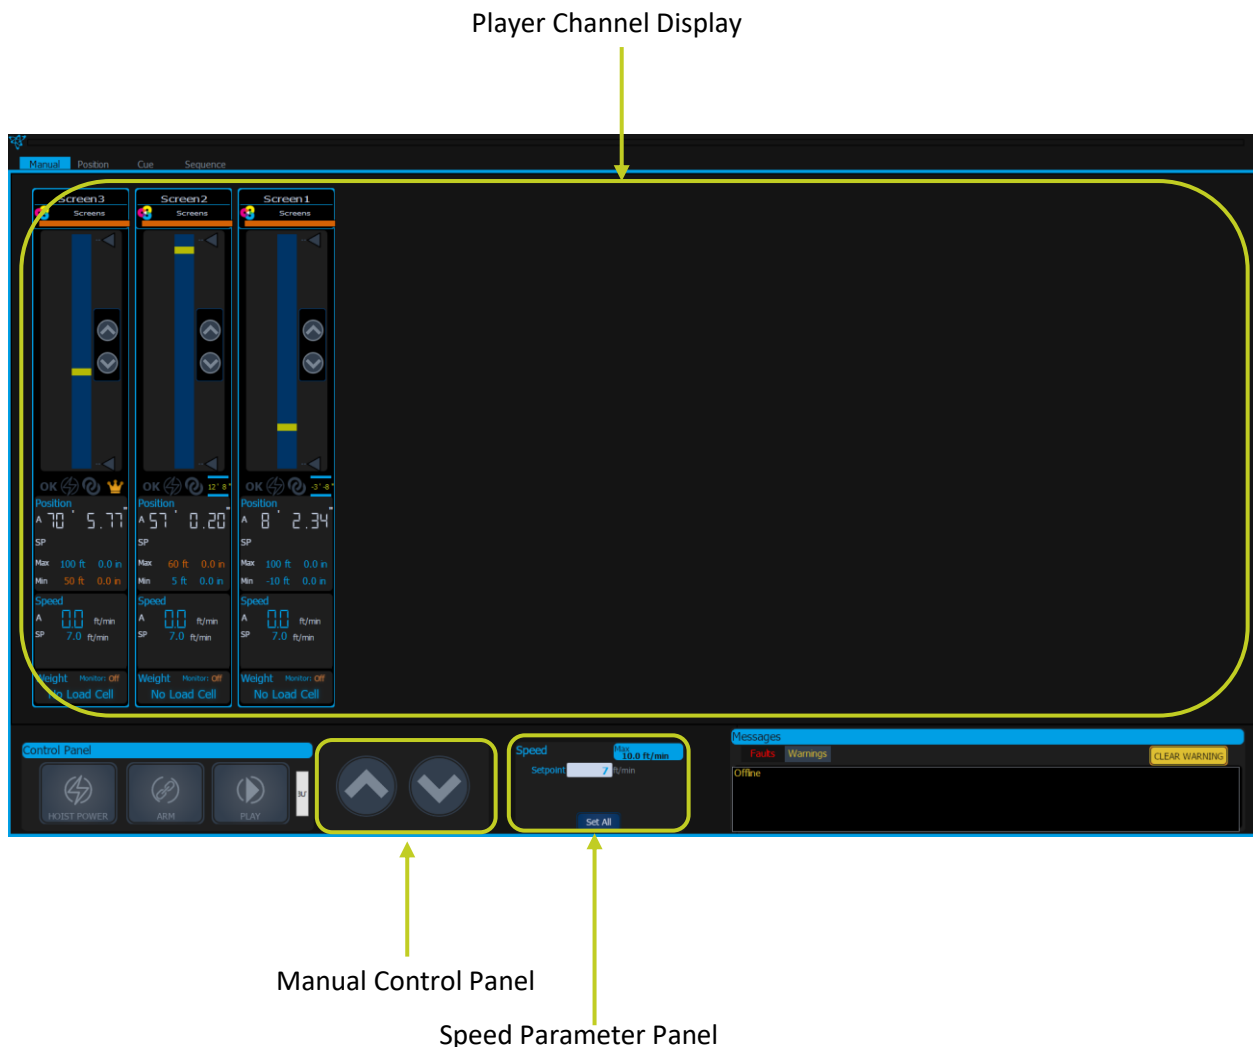 Player Channel Display
Manual Position Cue Sequence
Screen3 Screen2 Screen1
Screens Screens Screens
OK OK 12' 8" OK -3' -8"
Position Position Position
A 70 ' 5.77" A 57 ' 0.20" A 8 ' 2.34"
SP SP SP
Max 100 ft 0.0 in Max 60 ft 0.0 in Max 100 ft 0.0 in
Min 50 ft 0.0 in Min 5 ft 0.0 in Min -10 ft 0.0 in
Speed Speed Speed
A 0.0 ft/min A 0.0 ft/min A 0.0 ft/min
SP 7.0 ft/min SP 7.0 ft/min SP 7.0 ft/min
Weight Monitor: Off Weight Monitor: Off Weight Monitor: Off
No Load Cell No Load Cell No Load Cell
Control Panel
HOIST POWER ARM PLAY
Speed Max 10.0 ft/min
Setpoint 7 ft/min
Set All
Messages
Faults Warnings CLEAR WARNING
Offline
Manual Control Panel
Speed Parameter Panel